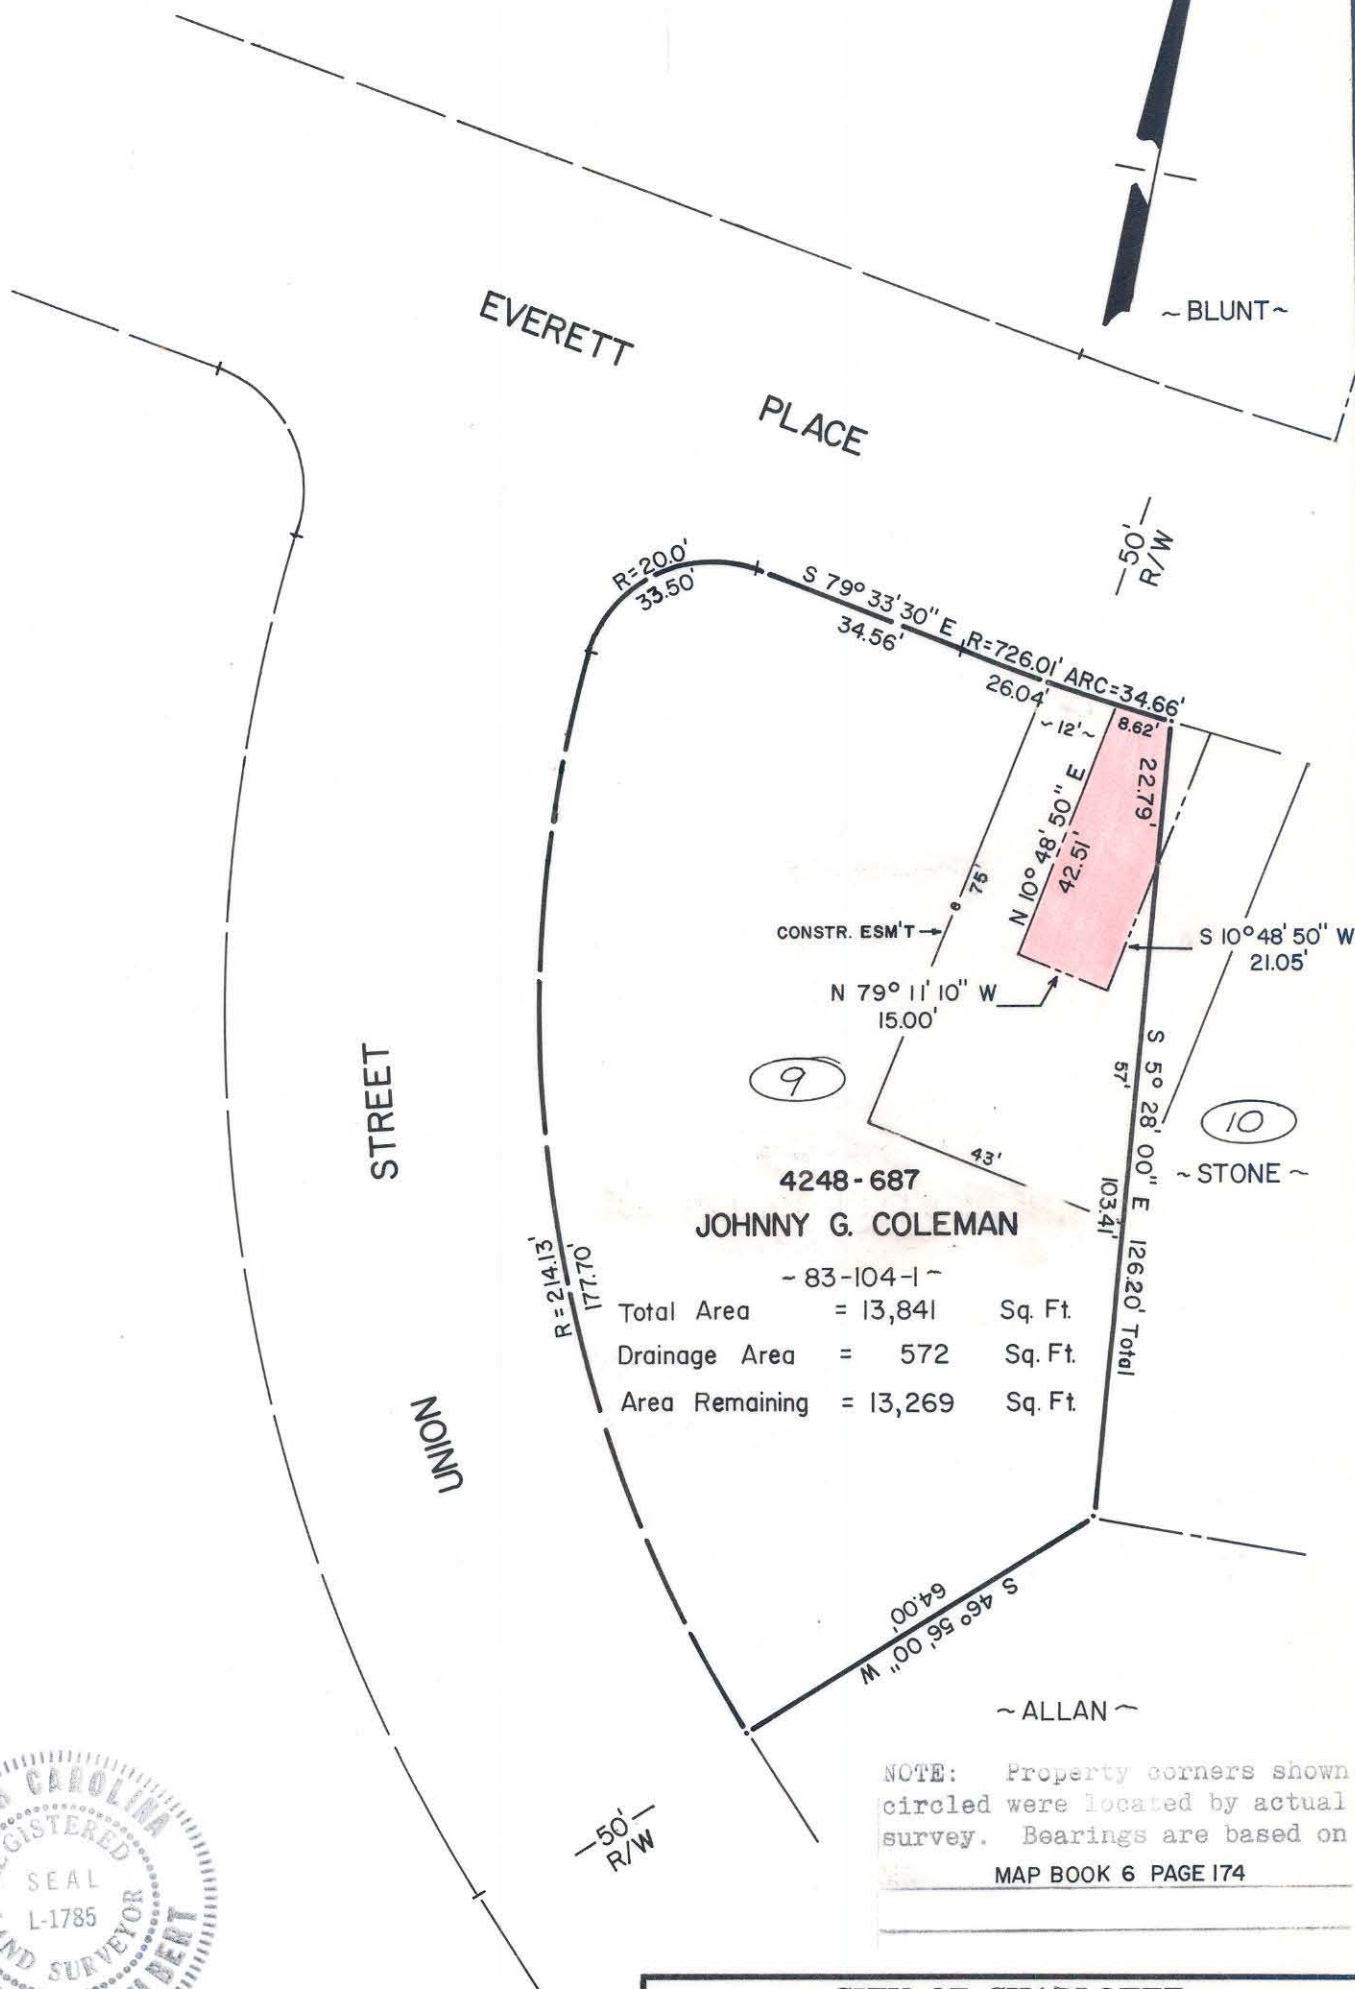 ~ BLUNT ~
EVERETT
PLACE
50'
R/W
R=20.0'
33.50'
S 79° 33' 30" E
34.56'
R=726.01' ARC=34.66'
26.04'
8.62'
~ 12' ~
22.79'
N 10° 48' 50" E
42.51'
75'
CONSTR. ESM'T
S 10° 48' 50" W
21.05'
N 79° 11' 10" W
15.00'
9
10
S 5° 28' 00" E 126.20' Total
57'
103.41'
~ STONE ~
43'
STREET
4248-687
JOHNNY G. COLEMAN
~ 83-104-1 ~
Total Area = 13,841 Sq. Ft.
Drainage Area = 572 Sq. Ft.
Area Remaining = 13,269 Sq. Ft.
R=214.13'
177.70'
UNION
S 46° 56' 00" W
64.00'
~ ALLAN ~
NOTE: Property corners shown
circled were located by actual
survey. Bearings are based on
MAP BOOK 6 PAGE 174
50'
R/W
CAROLINA
SEAL
L-1785
SURVEYOR